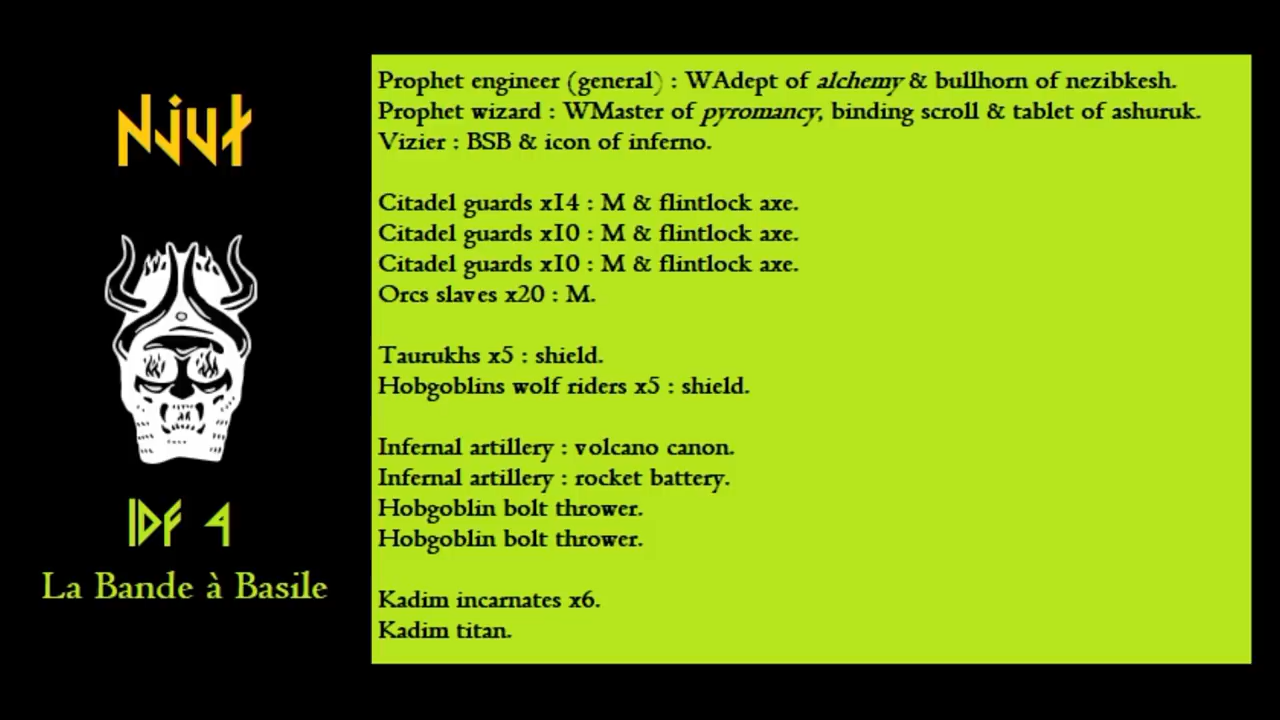 Njut
IDF 4
La Bande à Basile
Prophet engineer (general) : WAdept of alchemy & bullhorn of nezibkesh.
Prophet wizard : WMaster of pyromancy, binding scroll & tablet of ashuruk.
Vizier : BSB & icon of inferno.
Citadel guards x14 : M & flintlock axe.
Citadel guards x10 : M & flintlock axe.
Citadel guards x10 : M & flintlock axe.
Orcs slaves x20 : M.
Taurukhs x5 : shield.
Hobgoblins wolf riders x5 : shield.
Infernal artillery : volcano canon.
Infernal artillery : rocket battery.
Hobgoblin bolt thrower.
Hobgoblin bolt thrower.
Kadim incarnates x6.
Kadim titan.